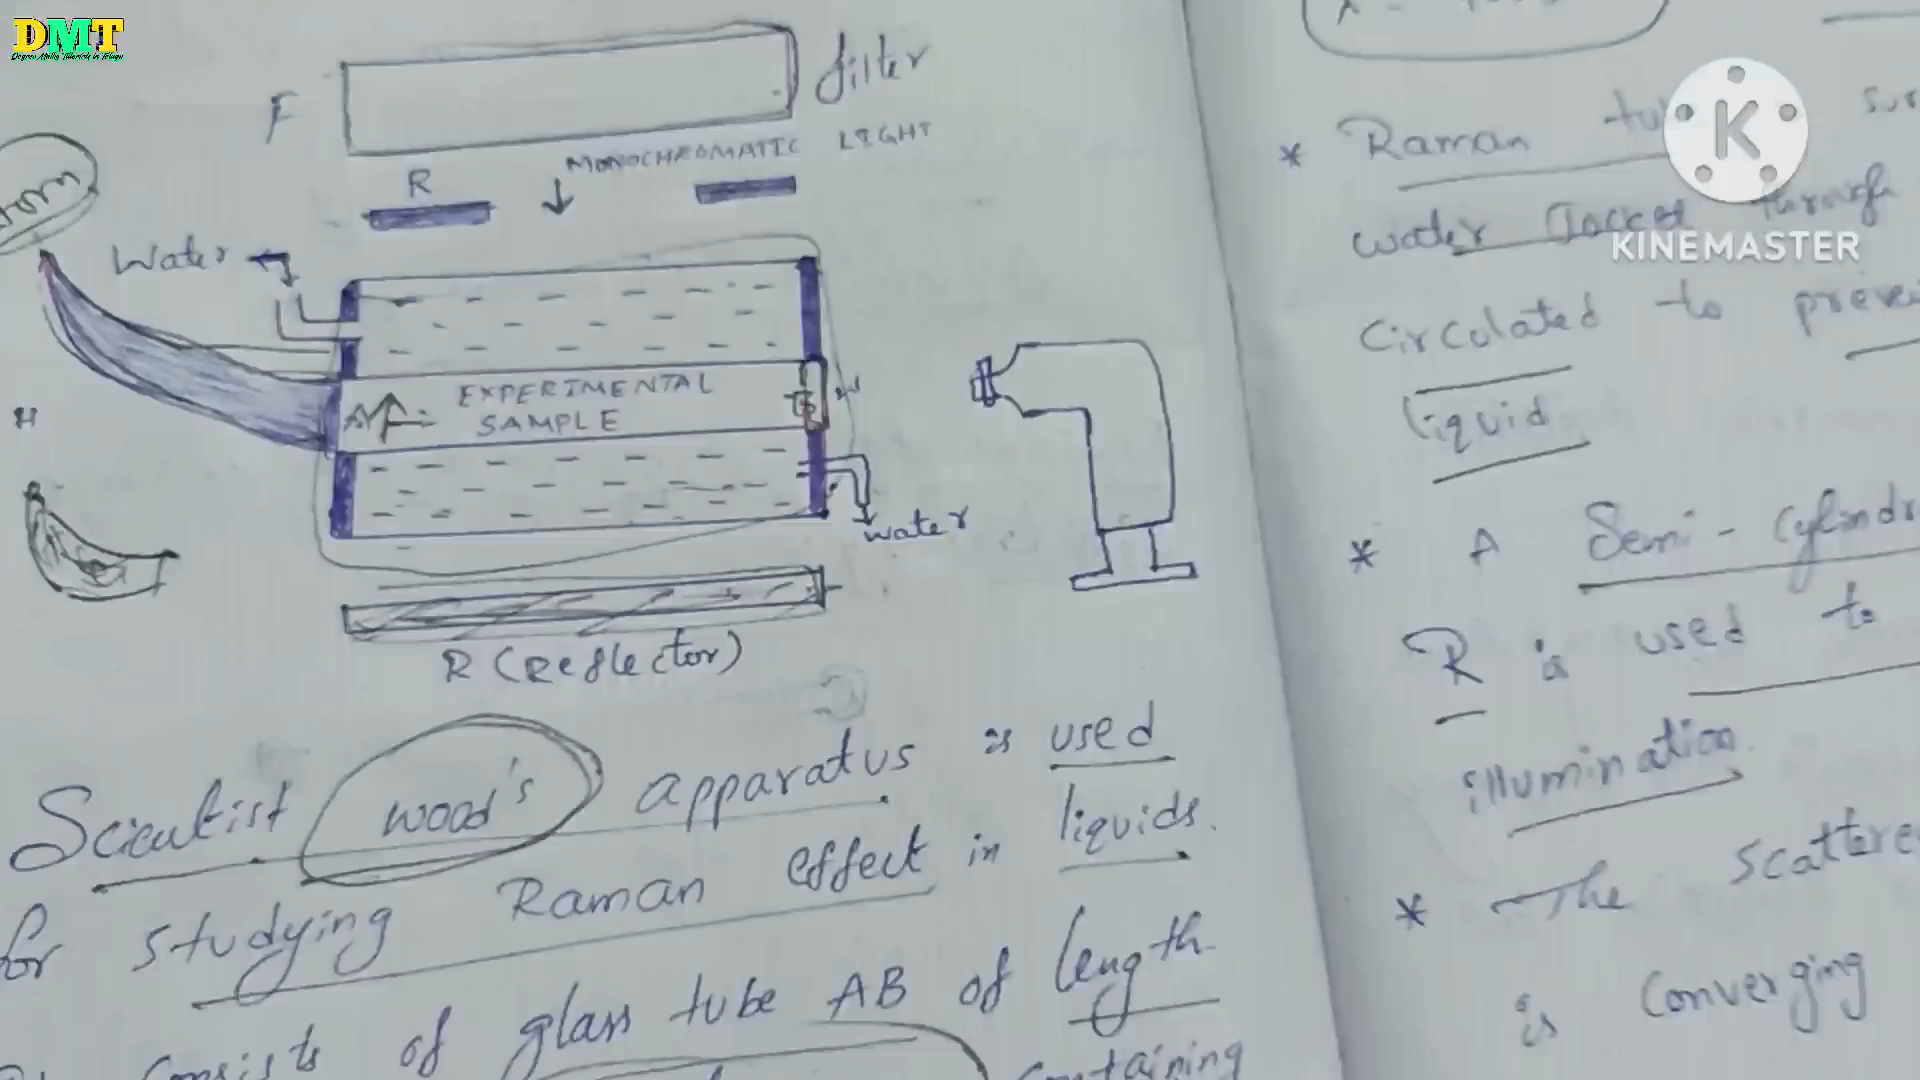 DMT
filter
F
MONOCHROMATIC LIGHT
R
Water
A
EXPERIMENTAL
SAMPLE
B
H
water
R (Reflector)
Scientist wood's apparatus is used
for studying Raman effect in liquids.
consists of glass tube AB of length
containing
* Raman
water Jacket through
Circulated to
liquid
* A Semi-
R is used to
illumination
* The
is converging
KINEMASTER